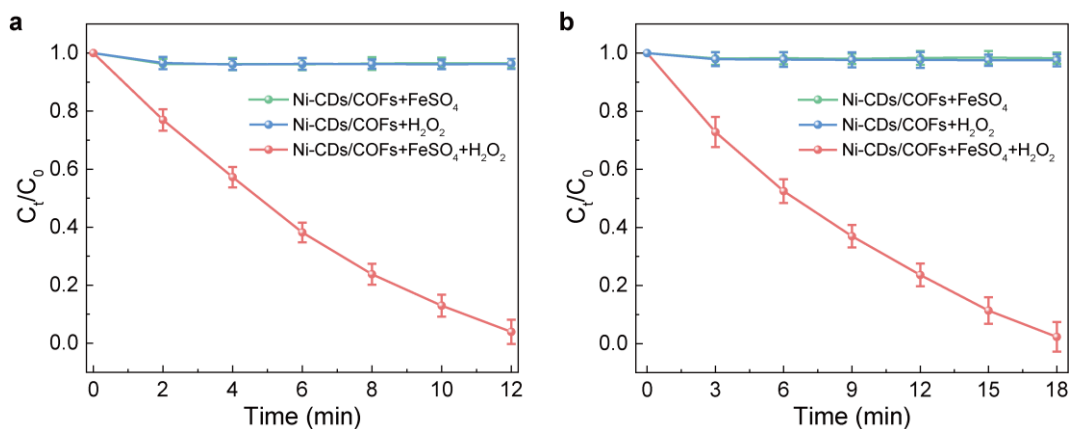 a
1.0
0.8
0.6
0.4
0.2
0.0
Cₜ/C₀
Ni-CDs/COFs+FeSO₄
Ni-CDs/COFs+H₂O₂
Ni-CDs/COFs+FeSO₄+H₂O₂
0 2 4 6 8 10 12
Time (min)
b
1.0
0.8
0.6
0.4
0.2
0.0
Cₜ/C₀
Ni-CDs/COFs+FeSO₄
Ni-CDs/COFs+H₂O₂
Ni-CDs/COFs+FeSO₄+H₂O₂
0 3 6 9 12 15 18
Time (min)